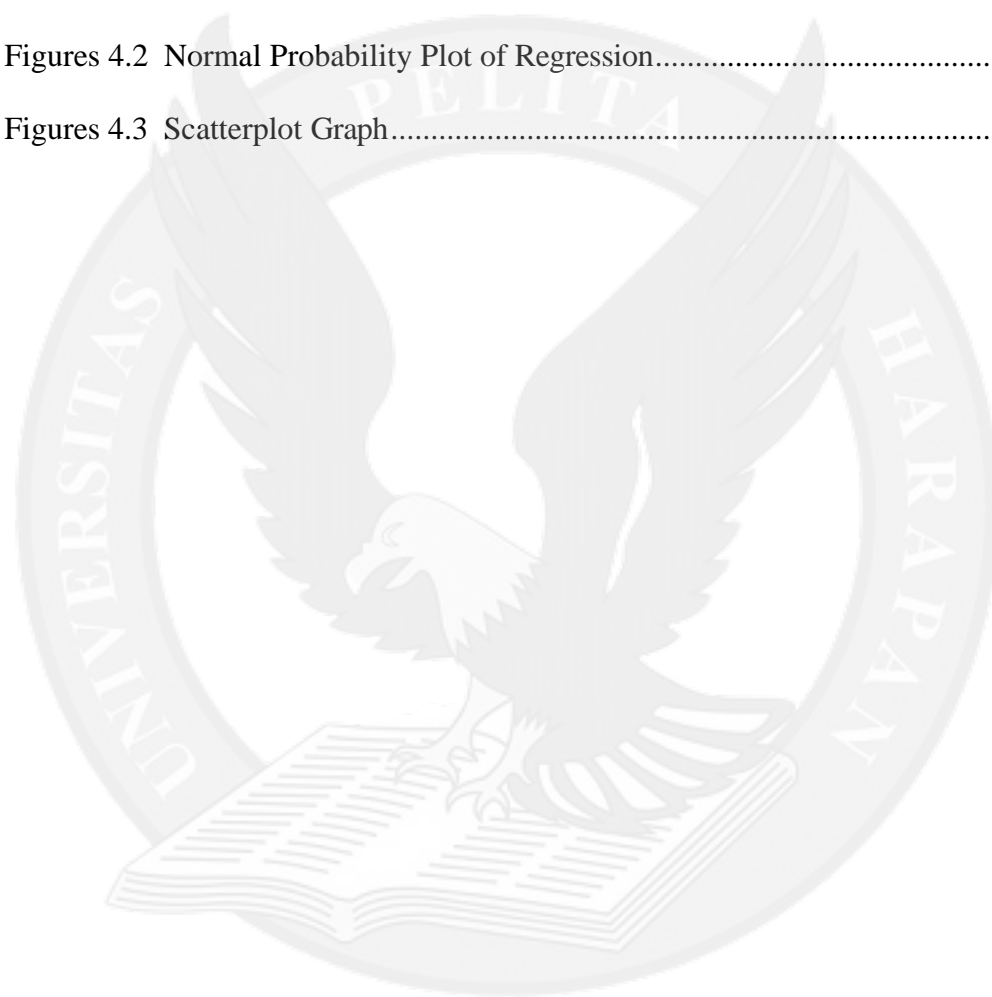 Figures 4.2 Normal Probability Plot of Regression..........................................
Figures 4.3 Scatterplot Graph...........................................................................
UNIVERSITAS PELITA HARAPAN